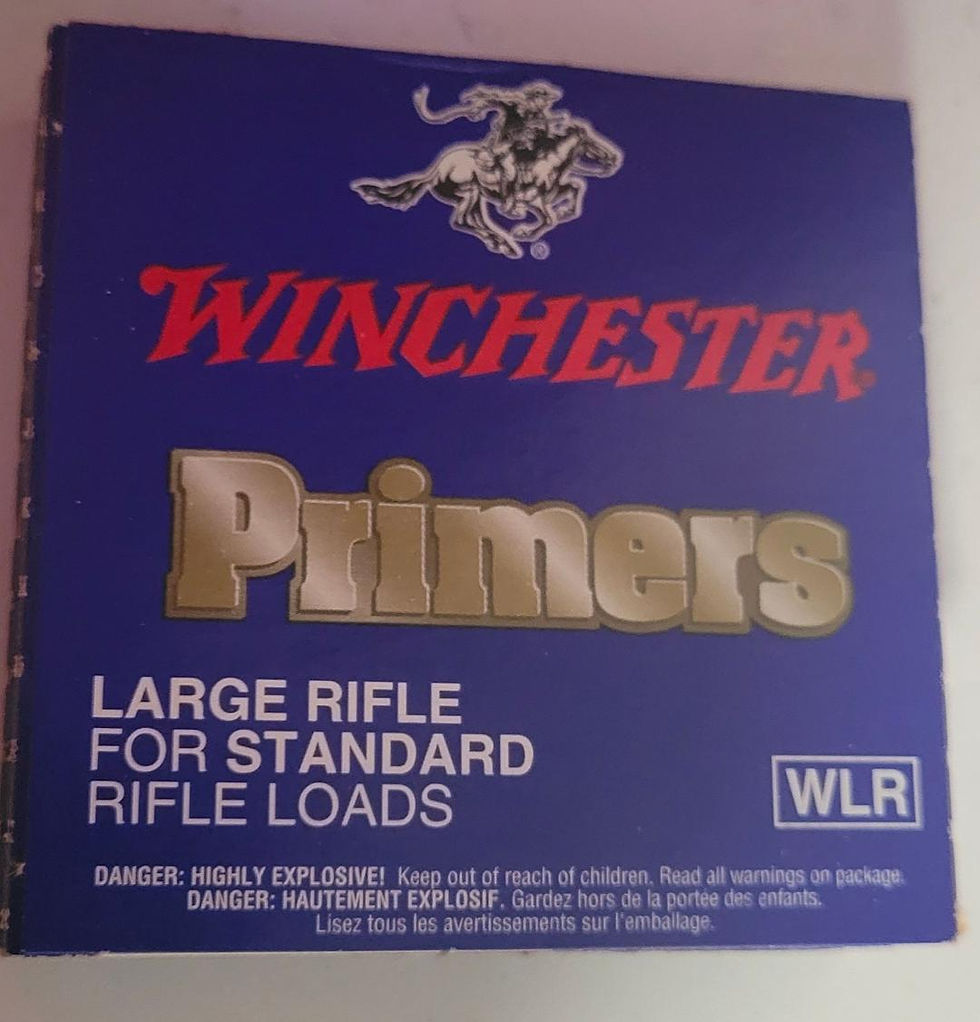 WINCHESTER®
Primers
LARGE RIFLE
FOR STANDARD
RIFLE LOADS
WLR
DANGER: HIGHLY EXPLOSIVE! Keep out of reach of children. Read all warnings on package.
DANGER: HAUTEMENT EXPLOSIF. Gardez hors de la portée des enfants.
Lisez tous les avertissements sur l'emballage.